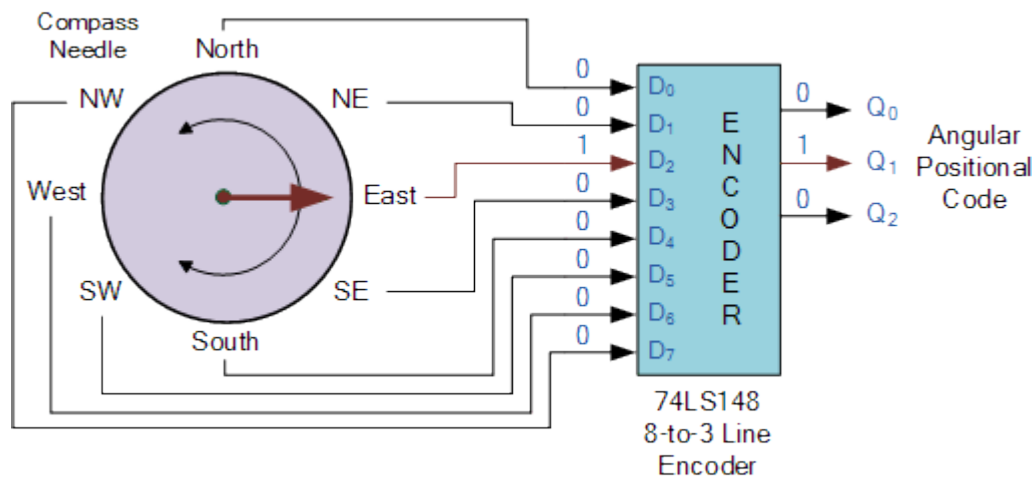 Compass
Needle
North
NW
NE
West
East
SW
SE
South
0
0
1
0
0
0
0
0
D₀
D₁
D₂
D₃
D₄
D₅
D₆
D₇
E
N
C
O
D
E
R
0
1
0
Q₀
Q₁
Q₂
Angular
Positional
Code
74LS148
8-to-3 Line
Encoder